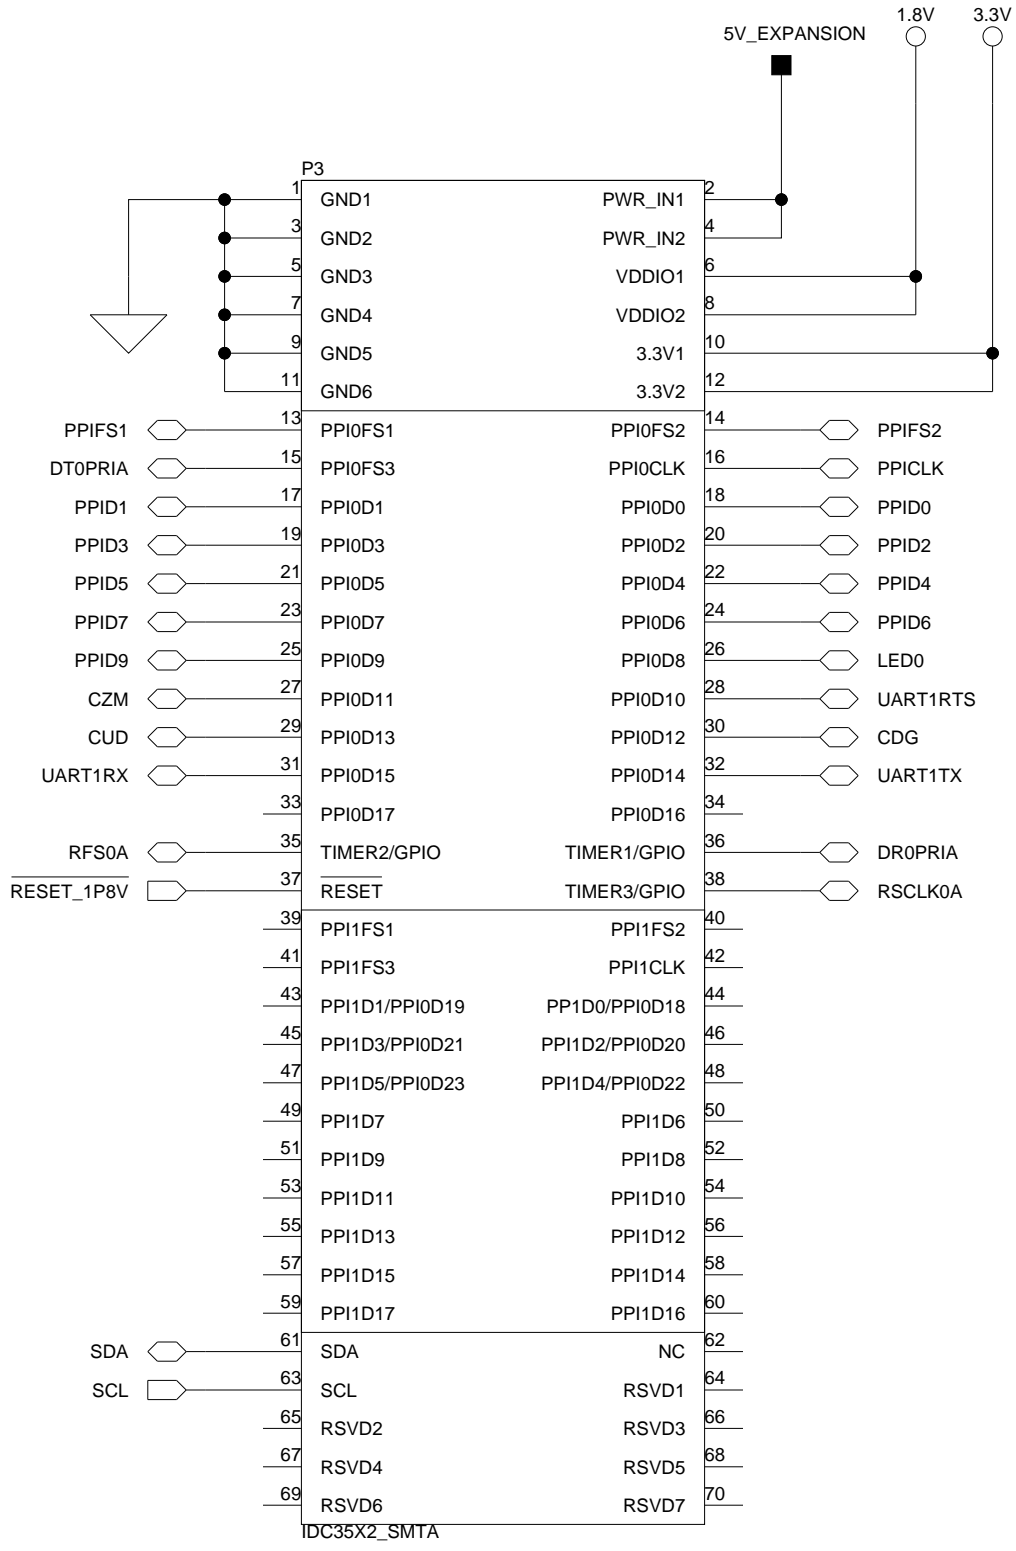 1.8V 3.3V
5V_EXPANSION
P3
1 GND1 PWR_IN1 2
3 GND2 PWR_IN2 4
5 GND3 VDDIO1 6
7 GND4 VDDIO2 8
9 GND5 3.3V1 10
11 GND6 3.3V2 12
PPIFS1 13 PPI0FS1 PPI0FS2 14 PPIFS2
DT0PRIA 15 PPI0FS3 PPI0CLK 16 PPICLK
PPID1 17 PPI0D1 PPI0D0 18 PPID0
PPID3 19 PPI0D3 PPI0D2 20 PPID2
PPID5 21 PPI0D5 PPI0D4 22 PPID4
PPID7 23 PPI0D7 PPI0D6 24 PPID6
PPID9 25 PPI0D9 PPI0D8 26 LED0
CZM 27 PPI0D11 PPI0D10 28 UART1RTS
CUD 29 PPI0D13 PPI0D12 30 CDG
UART1RX 31 PPI0D15 PPI0D14 32 UART1TX
33 PPI0D17 PPI0D16 34
RFS0A 35 TIMER2/GPIO TIMER1/GPIO 36 DR0PRIA
RESET_1P8V 37 RESET TIMER3/GPIO 38 RSCLK0A
39 PPI1FS1 PPI1FS2 40
41 PPI1FS3 PPI1CLK 42
43 PPI1D1/PPI0D19 PP1D0/PPI0D18 44
45 PPI1D3/PPI0D21 PPI1D2/PPI0D20 46
47 PPI1D5/PPI0D23 PPI1D4/PPI0D22 48
49 PPI1D7 PPI1D6 50
51 PPI1D9 PPI1D8 52
53 PPI1D11 PPI1D10 54
55 PPI1D13 PPI1D12 56
57 PPI1D15 PPI1D14 58
59 PPI1D17 PPI1D16 60
SDA 61 SDA NC 62
SCL 63 SCL RSVD1 64
65 RSVD2 RSVD3 66
67 RSVD4 RSVD5 68
69 RSVD6 RSVD7 70
IDC35X2_SMTA